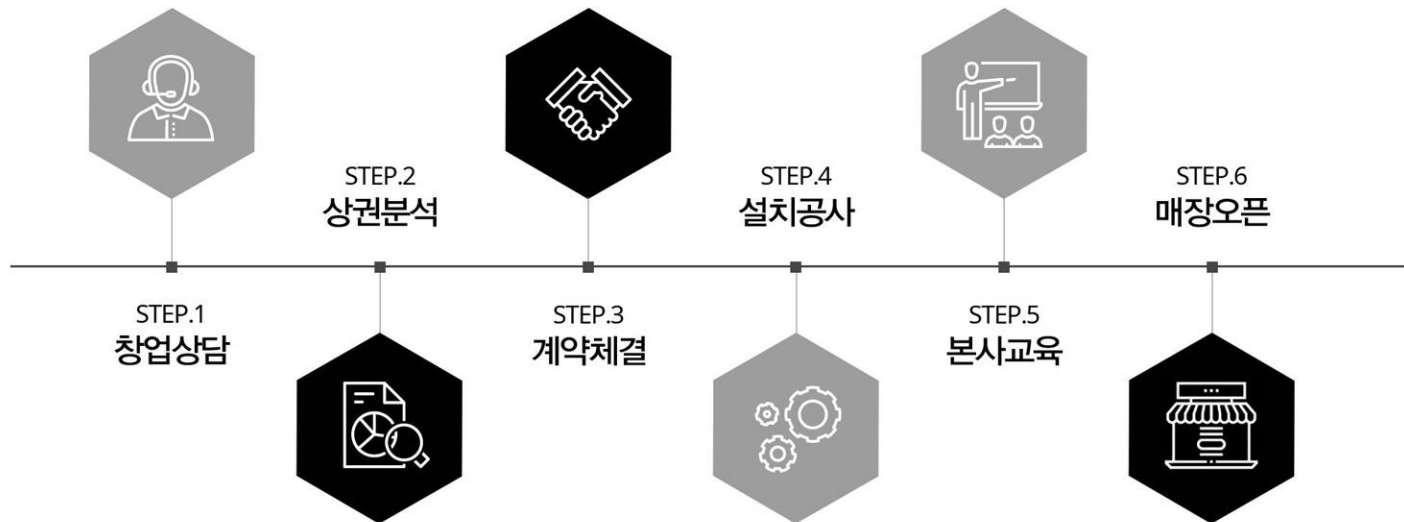 STEP.1
창업상담
STEP.2
상권분석
STEP.3
계약체결
STEP.4
설치공사
STEP.5
본사교육
STEP.6
매장오픈